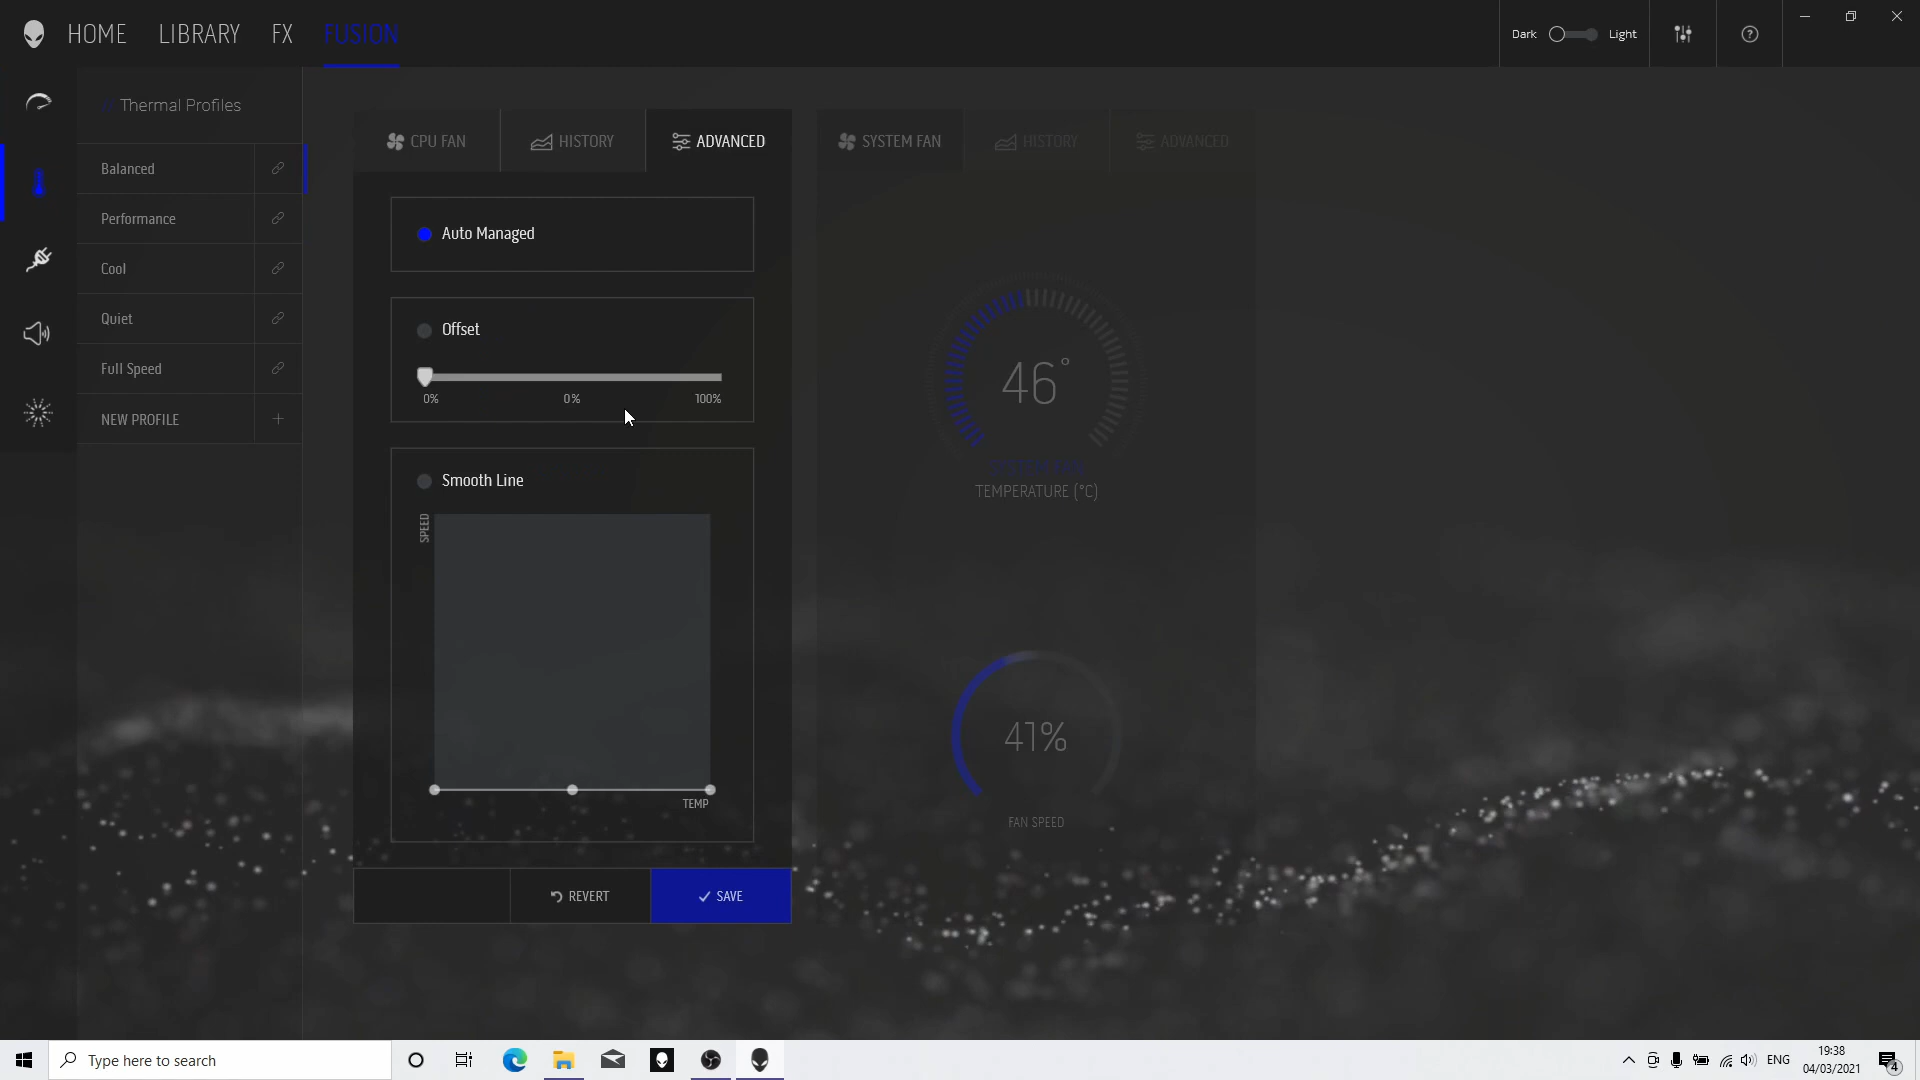 HOME LIBRARY FX FUSION
Dark Light
Thermal Profiles
Balanced
Performance
Cool
Quiet
Full Speed
NEW PROFILE
CPU FAN HISTORY ADVANCED
Auto Managed
Offset
0% 0% 100%
Smooth Line
SPEED
TEMP
REVERT SAVE
SYSTEM FAN HISTORY ADVANCED
46°
TEMPERATURE (°C)
41%
FAN SPEED
Type here to search
ENG
19:38
04/03/2021
4